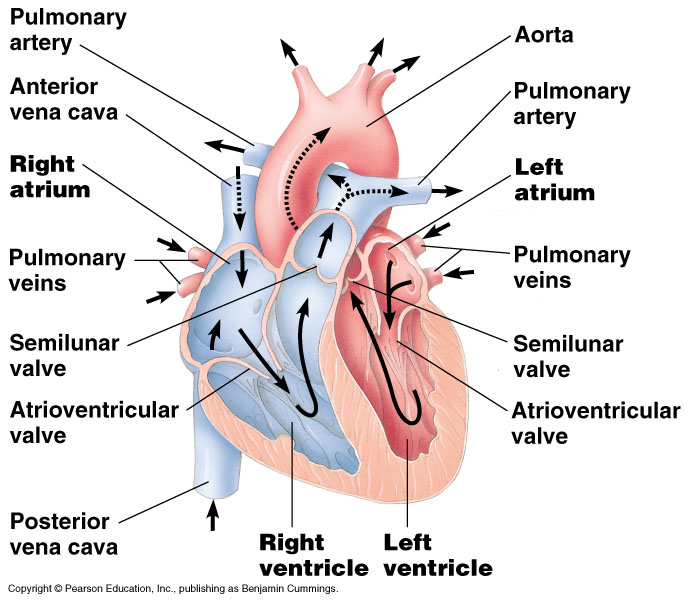 Pulmonary
artery
Anterior
vena cava
Right
atrium
Pulmonary
veins
Semilunar
valve
Atrioventricular
valve
Posterior
vena cava
Aorta
Pulmonary
artery
Left
atrium
Pulmonary
veins
Semilunar
valve
Atrioventricular
valve
Right
ventricle
Left
ventricle
Copyright © Pearson Education, Inc., publishing as Benjamin Cummings.